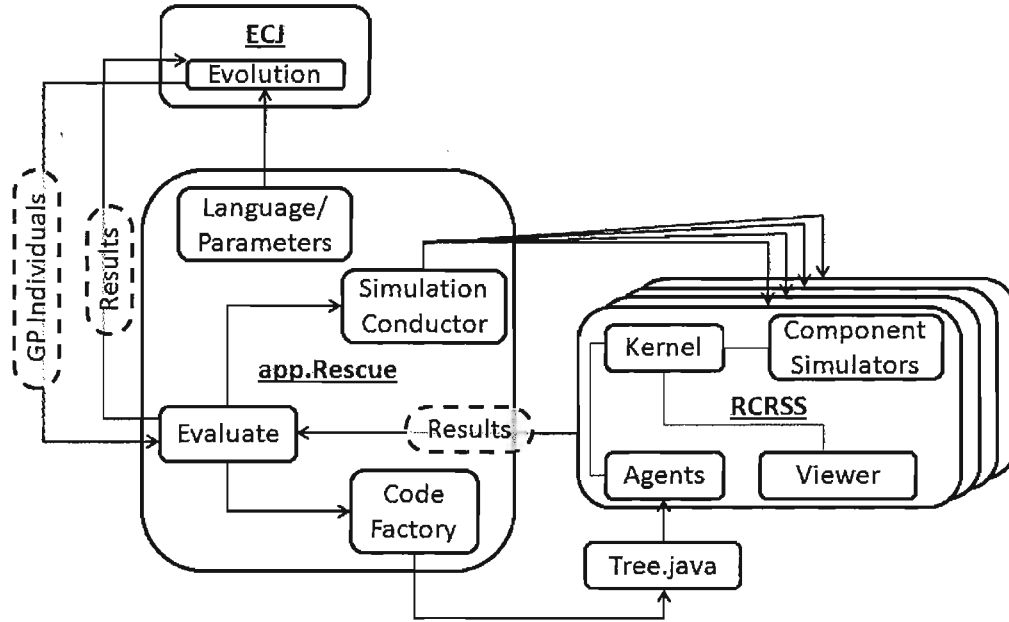 ECJ
Evolution
GP.Individuals
Results
Language/
Parameters
Simulation
Conductor
app.Rescue
Evaluate
Results
Code
Factory
Kernel
Component
Simulators
RCRSS
Agents
Viewer
Tree.java